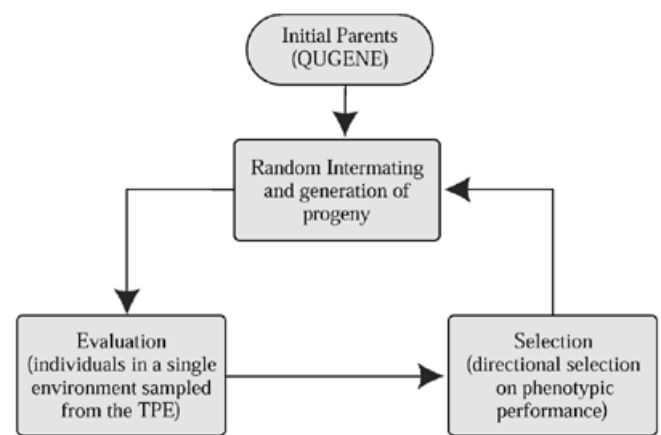 Initial Parents
(QUGENE)
Random Intermating
and generation of
progeny
Evaluation
(individuals in a single
environment sampled
from the TPE)
Selection
(directional selection
on phenotypic
performance)